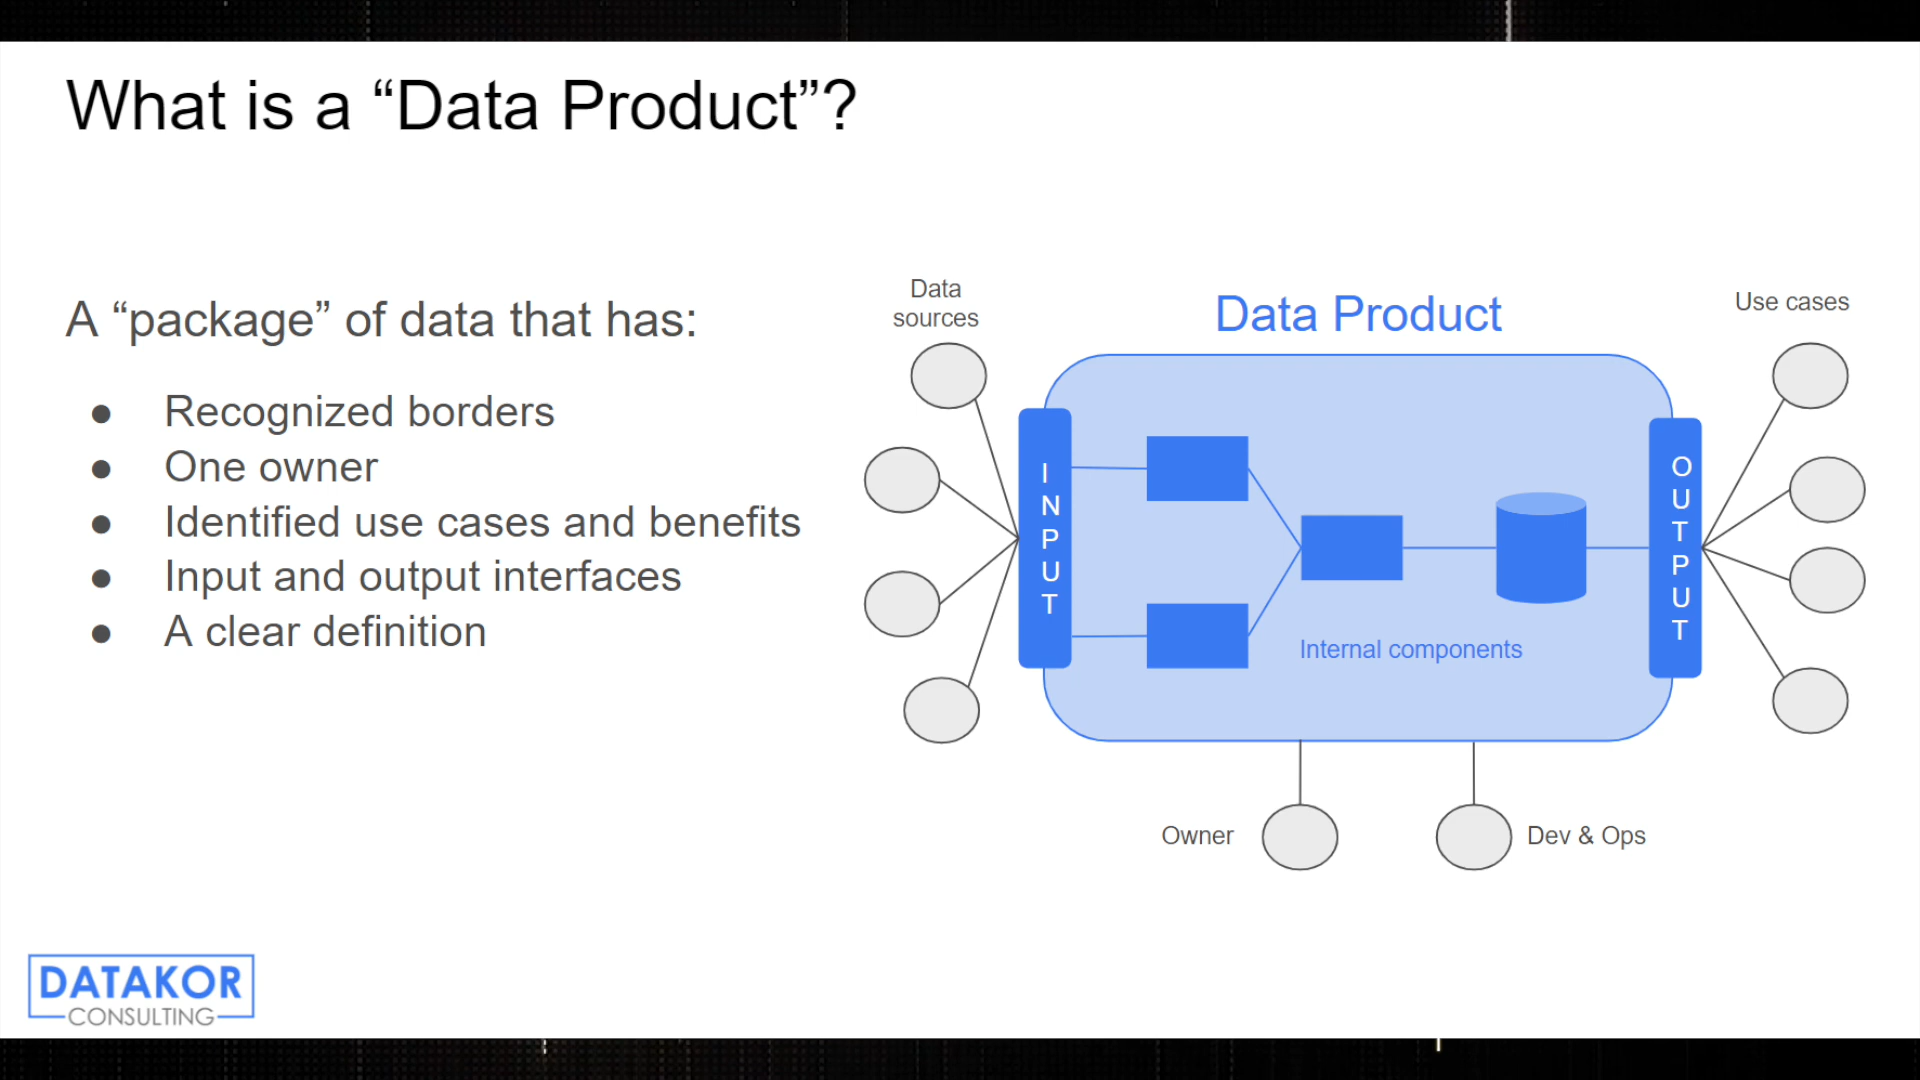 What is a “Data Product”?
A “package” of data that has:
● Recognized borders
● One owner
● Identified use cases and benefits
● Input and output interfaces
● A clear definition
Data
sources
Data Product
Use cases
INPUT
OUTPUT
Internal components
Owner
Dev & Ops
DATAKOR
CONSULTING